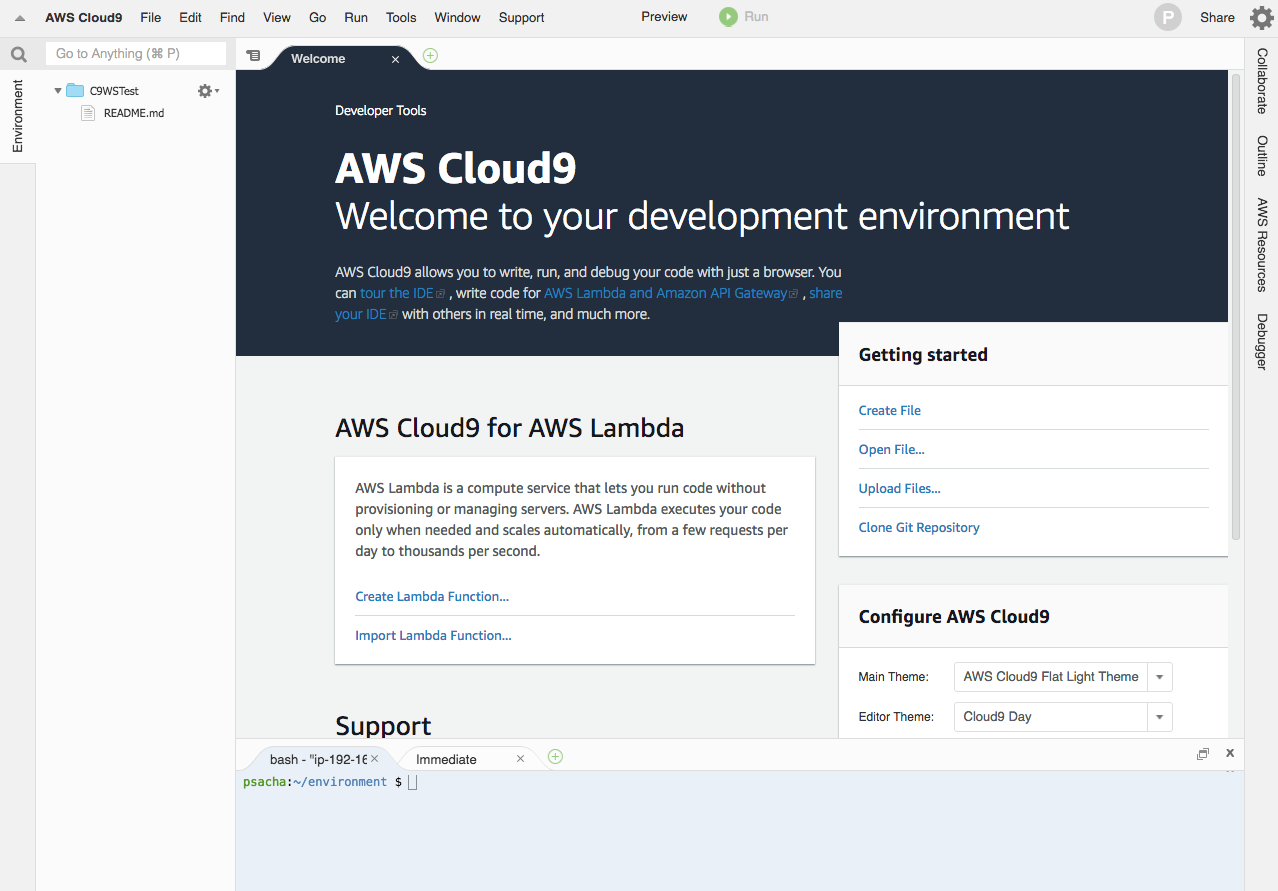 AWS Cloud9 File Edit Find View Go Run Tools Window Support Preview Run P Share
Go to Anything (⌘ P)
Welcome
Environment
C9WSTest
README.md
Developer Tools
AWS Cloud9
Welcome to your development environment
AWS Cloud9 allows you to write, run, and debug your code with just a browser. You
can tour the IDE , write code for AWS Lambda and Amazon API Gateway , share
your IDE with others in real time, and much more.
Getting started
Create File
Open File...
Upload Files...
Clone Git Repository
AWS Cloud9 for AWS Lambda
AWS Lambda is a compute service that lets you run code without
provisioning or managing servers. AWS Lambda executes your code
only when needed and scales automatically, from a few requests per
day to thousands per second.
Create Lambda Function...
Import Lambda Function...
Configure AWS Cloud9
Main Theme: AWS Cloud9 Flat Light Theme
Editor Theme: Cloud9 Day
Support
Collaborate
Outline
AWS Resources
Debugger
bash - "ip-192-16 Immediate
psacha:~/environment $